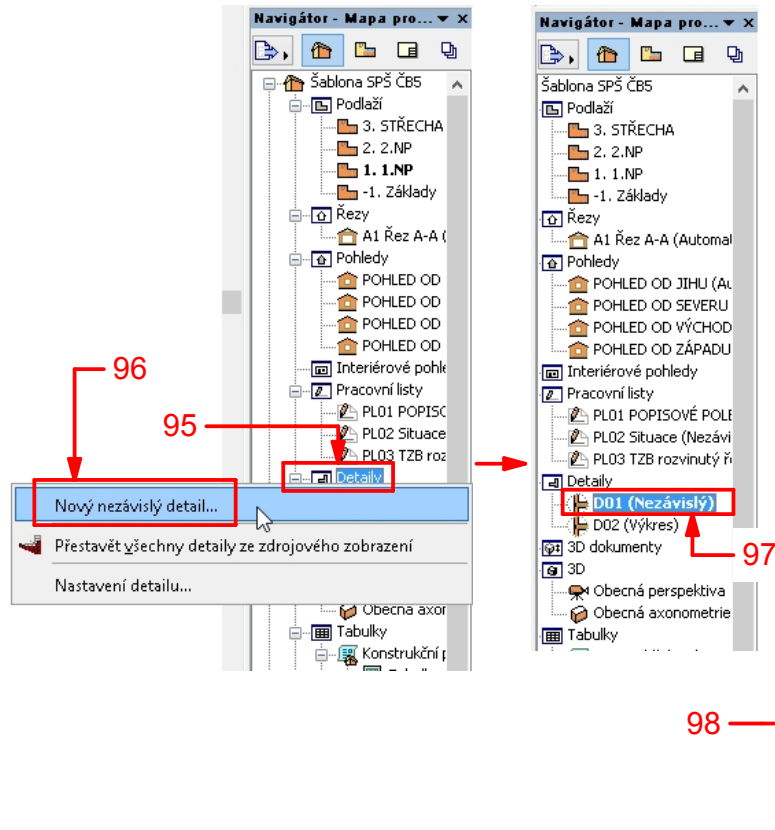 Navigátor - Mapa pro...
Šablona SPŠ ČB5
Podlaží
3. STŘECHA
2. 2.NP
1. 1.NP
-1. Základy
Řezy
A1 Řez A-A (
Pohledy
POHLED OD
POHLED OD
POHLED OD
POHLED OD
Interiérové pohle
Pracovní listy
PL01 POPISO
PL02 Situace
PL03 TZB roz
Detaily
96
95
Nový nezávislý detail...
Přestavět všechny detaily ze zdrojového zobrazení
Nastavení detailu...
Obecná axon
Tabulky
Konstrukční p
Navigátor - Mapa pro...
Šablona SPŠ ČB5
Podlaží
3. STŘECHA
2. 2.NP
1. 1.NP
-1. Základy
Řezy
A1 Řez A-A (Automat
Pohledy
POHLED OD JIHU (Au
POHLED OD SEVERU
POHLED OD VÝCHOD
POHLED OD ZÁPADU
Interiérové pohledy
Pracovní listy
PL01 POPISOVÉ POLE
PL02 Situace (Nezávi
PL03 TZB rozvinutý ř
Detaily
D01 (Nezávislý)
D02 (Výkres)
3D dokumenty
3D
Obecná perspektiva
Obecná axonometrie
Tabulky
97
98